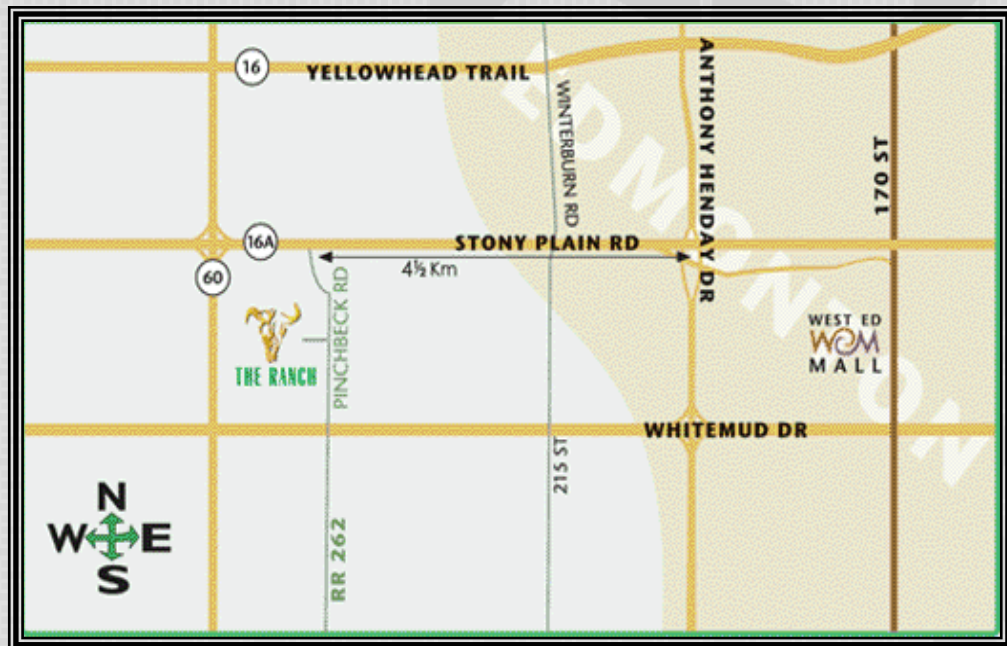 16
YELLOWHEAD TRAIL
EDMONTON
WINTERBURN RD
ANTHONY HENDAY DR
170 ST
16A
STONY PLAIN RD
4½ Km
60
PINCHBECK RD
THE RANCH
WEST ED
WEM
MALL
WHITEMUD DR
215 ST
RR 262
N
W E
S